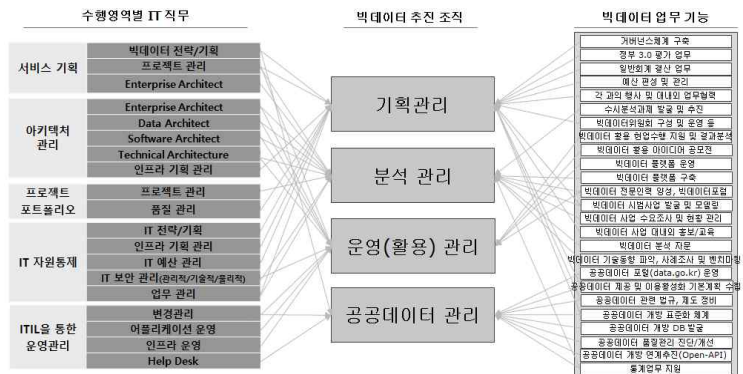 수행영역별 IT 직무
빅데이터 추진 조직
빅데이터 업무 기능
서비스 기획
빅데이터 전략/기획
프로젝트 관리
Enterprise Architect
아키텍처
관리
Enterprise Architect
Data Architect
Software Architect
Technical Architecture
인프라 기획 관리
프로젝트
포트폴리오
프로젝트 관리
품질 관리
IT 자원통제
IT 전략/기획
인프라 기획 관리
IT 예산 관리
IT 보안 관리(관리적/기술적/물리적)
업무 관리
ITIL을 통한
운영관리
변경관리
어플리케이션 운영
인프라 운영
Help Desk
기획관리
분석 관리
운영(활용) 관리
공공데이터 관리
거버넌스체계 구축
정부 3.0 평가 업무
일반회계 결산 업무
예산 편성 및 관리
각 과의 행사 및 대내외 업무협력
수시분석과제 발굴 및 추진
빅데이터위원회 구성 및 운영 등
빅데이터 활용 현업수행 지원 및 결과분석
빅데이터 활용 아이디어 공모전
빅데이터 플랫폼 운영
빅데이터 플랫폼 구축
빅데이터 전문인력 양성, 빅데이터포럼
빅데이터 시범사업 발굴 및 모델링
빅데이터 사업 수요조사 및 현황 관리
빅데이터 사업 대내외 홍보/교육
빅데이터 분석 자문
빅데이터 기술동향 파악, 사례조사 및 벤치마킹
공공데이터 포털(data.go.kr) 운영
공공데이터 제공 및 이용활성화 기본계획 수립
공공데이터 관련 법규, 제도 정비
공공데이터 개방 표준화 체계
공공데이터 개방 DB 발굴
공공데이터 품질관리 진단/개선
공공데이터 개방 연계추진(Open-API)
통계업무 지원